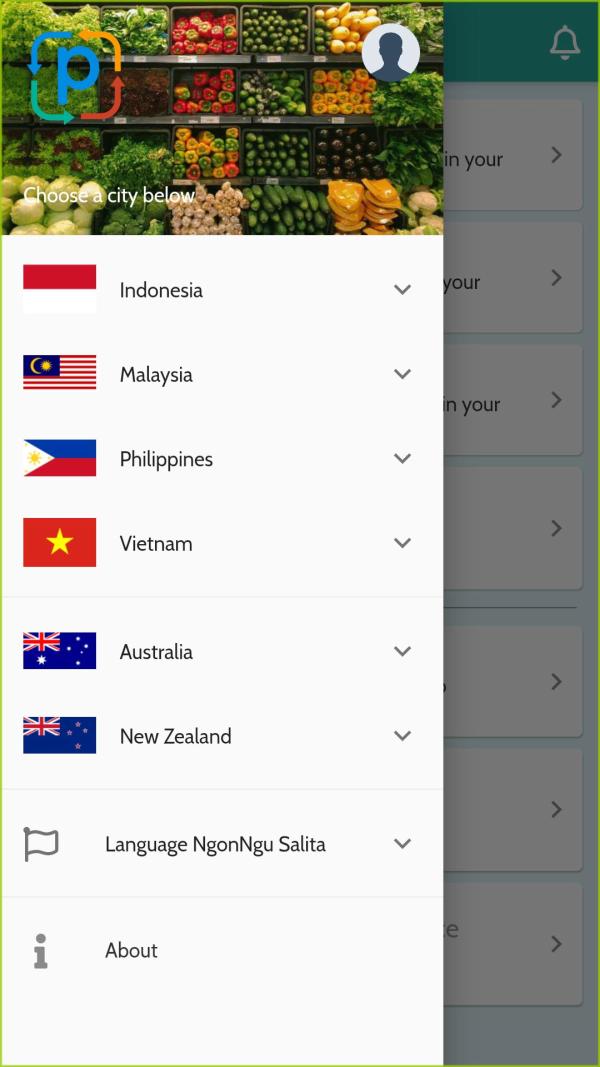 p
Choose a city below
in your
Indonesia
your
Malaysia
in your
Philippines
Vietnam
Australia
New Zealand
Language NgonNgu Salita
About